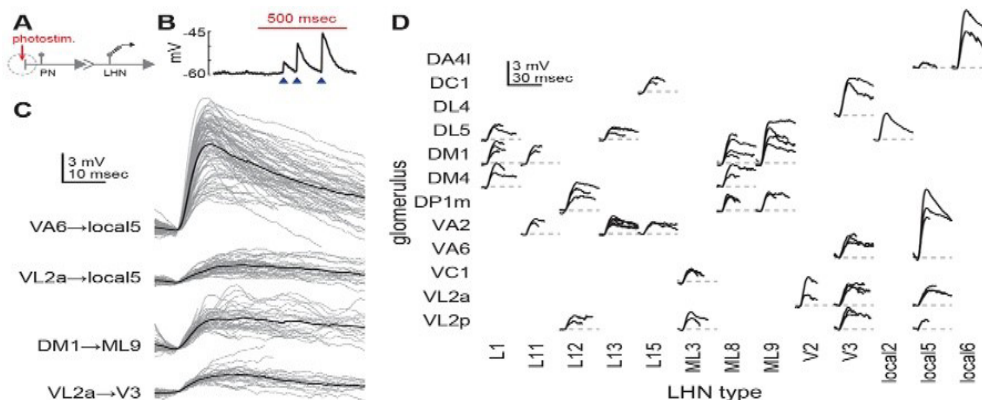 A
photostim.
PN
LHN
B
500 msec
-45
mV
-60
C
3 mV
10 msec
VA6→local5
VL2a→local5
DM1→ML9
VL2a→V3
D
3 mV
30 msec
glomerulus
DA4l
DC1
DL4
DL5
DM1
DM4
DP1m
VA2
VA6
VC1
VL2a
VL2p
L1
L11
L12
L13
L15
ML3
ML8
ML9
V2
V3
local2
local5
local6
LHN type